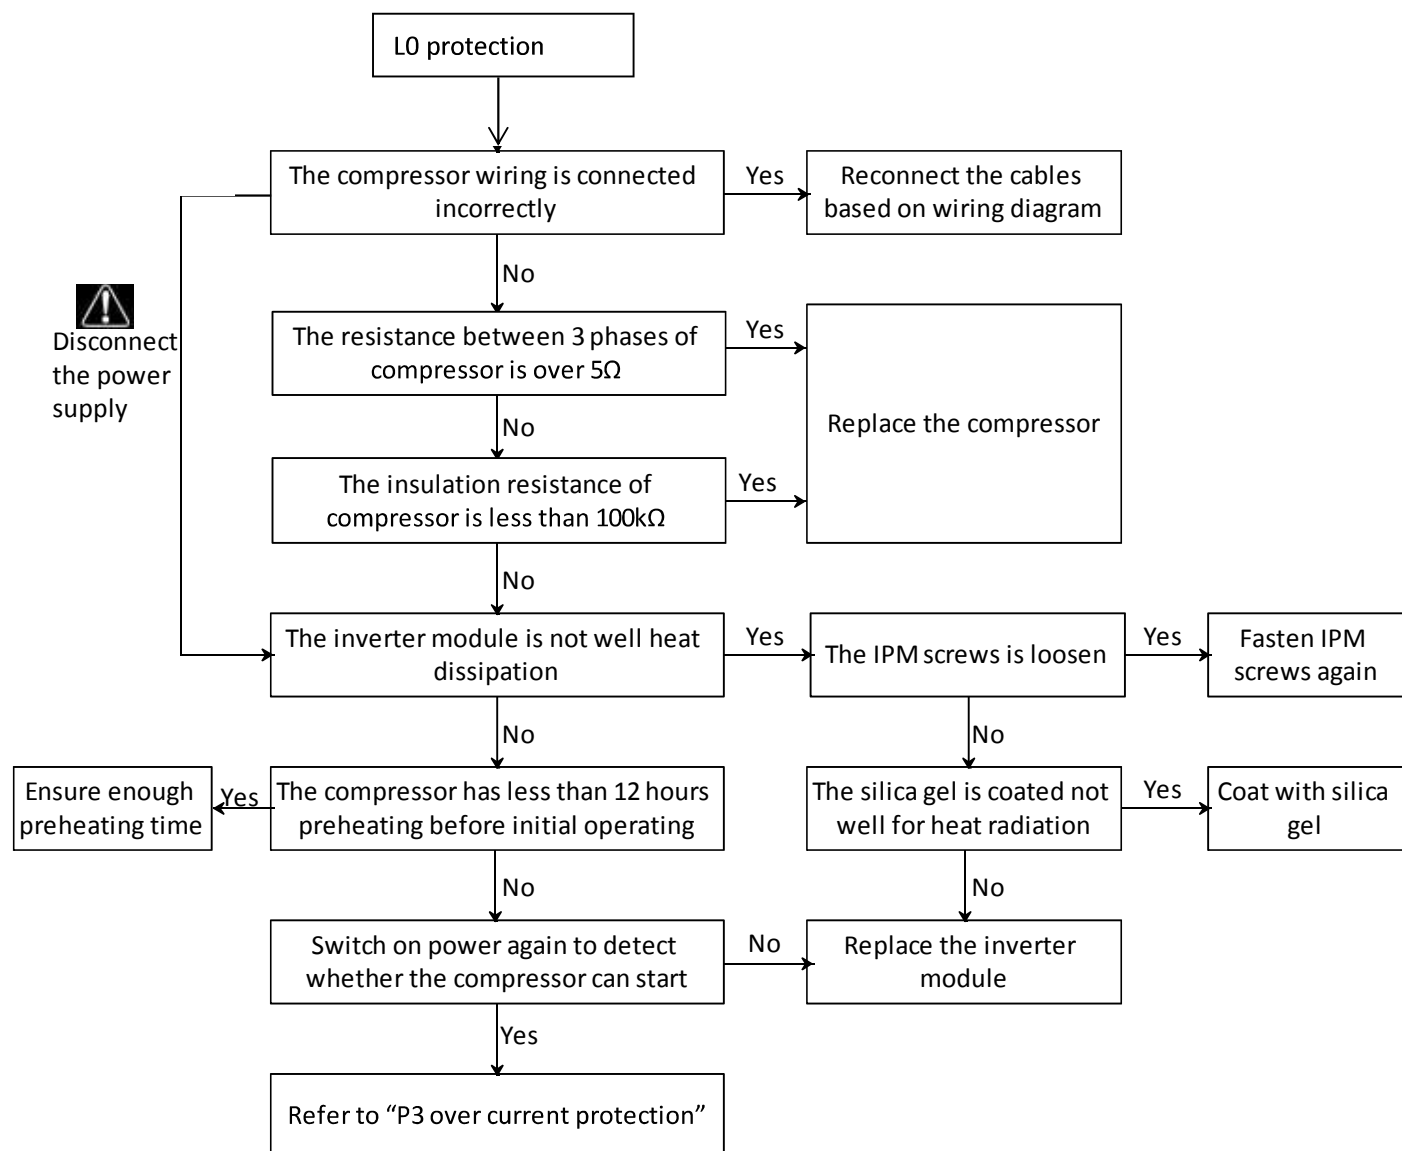 L0 protection
The compressor wiring is connected
incorrectly
Yes
Reconnect the cables
based on wiring diagram
No
Disconnect
the power
supply
The resistance between 3 phases of
compressor is over 5Ω
Yes
Replace the compressor
No
The insulation resistance of
compressor is less than 100kΩ
Yes
No
The inverter module is not well heat
dissipation
Yes
The IPM screws is loosen
Yes
Fasten IPM
screws again
No
No
Ensure enough
preheating time
Yes
The compressor has less than 12 hours
preheating before initial operating
The silica gel is coated not
well for heat radiation
Yes
Coat with silica
gel
No
No
Switch on power again to detect
whether the compressor can start
No
Replace the inverter
module
Yes
Refer to “P3 over current protection”